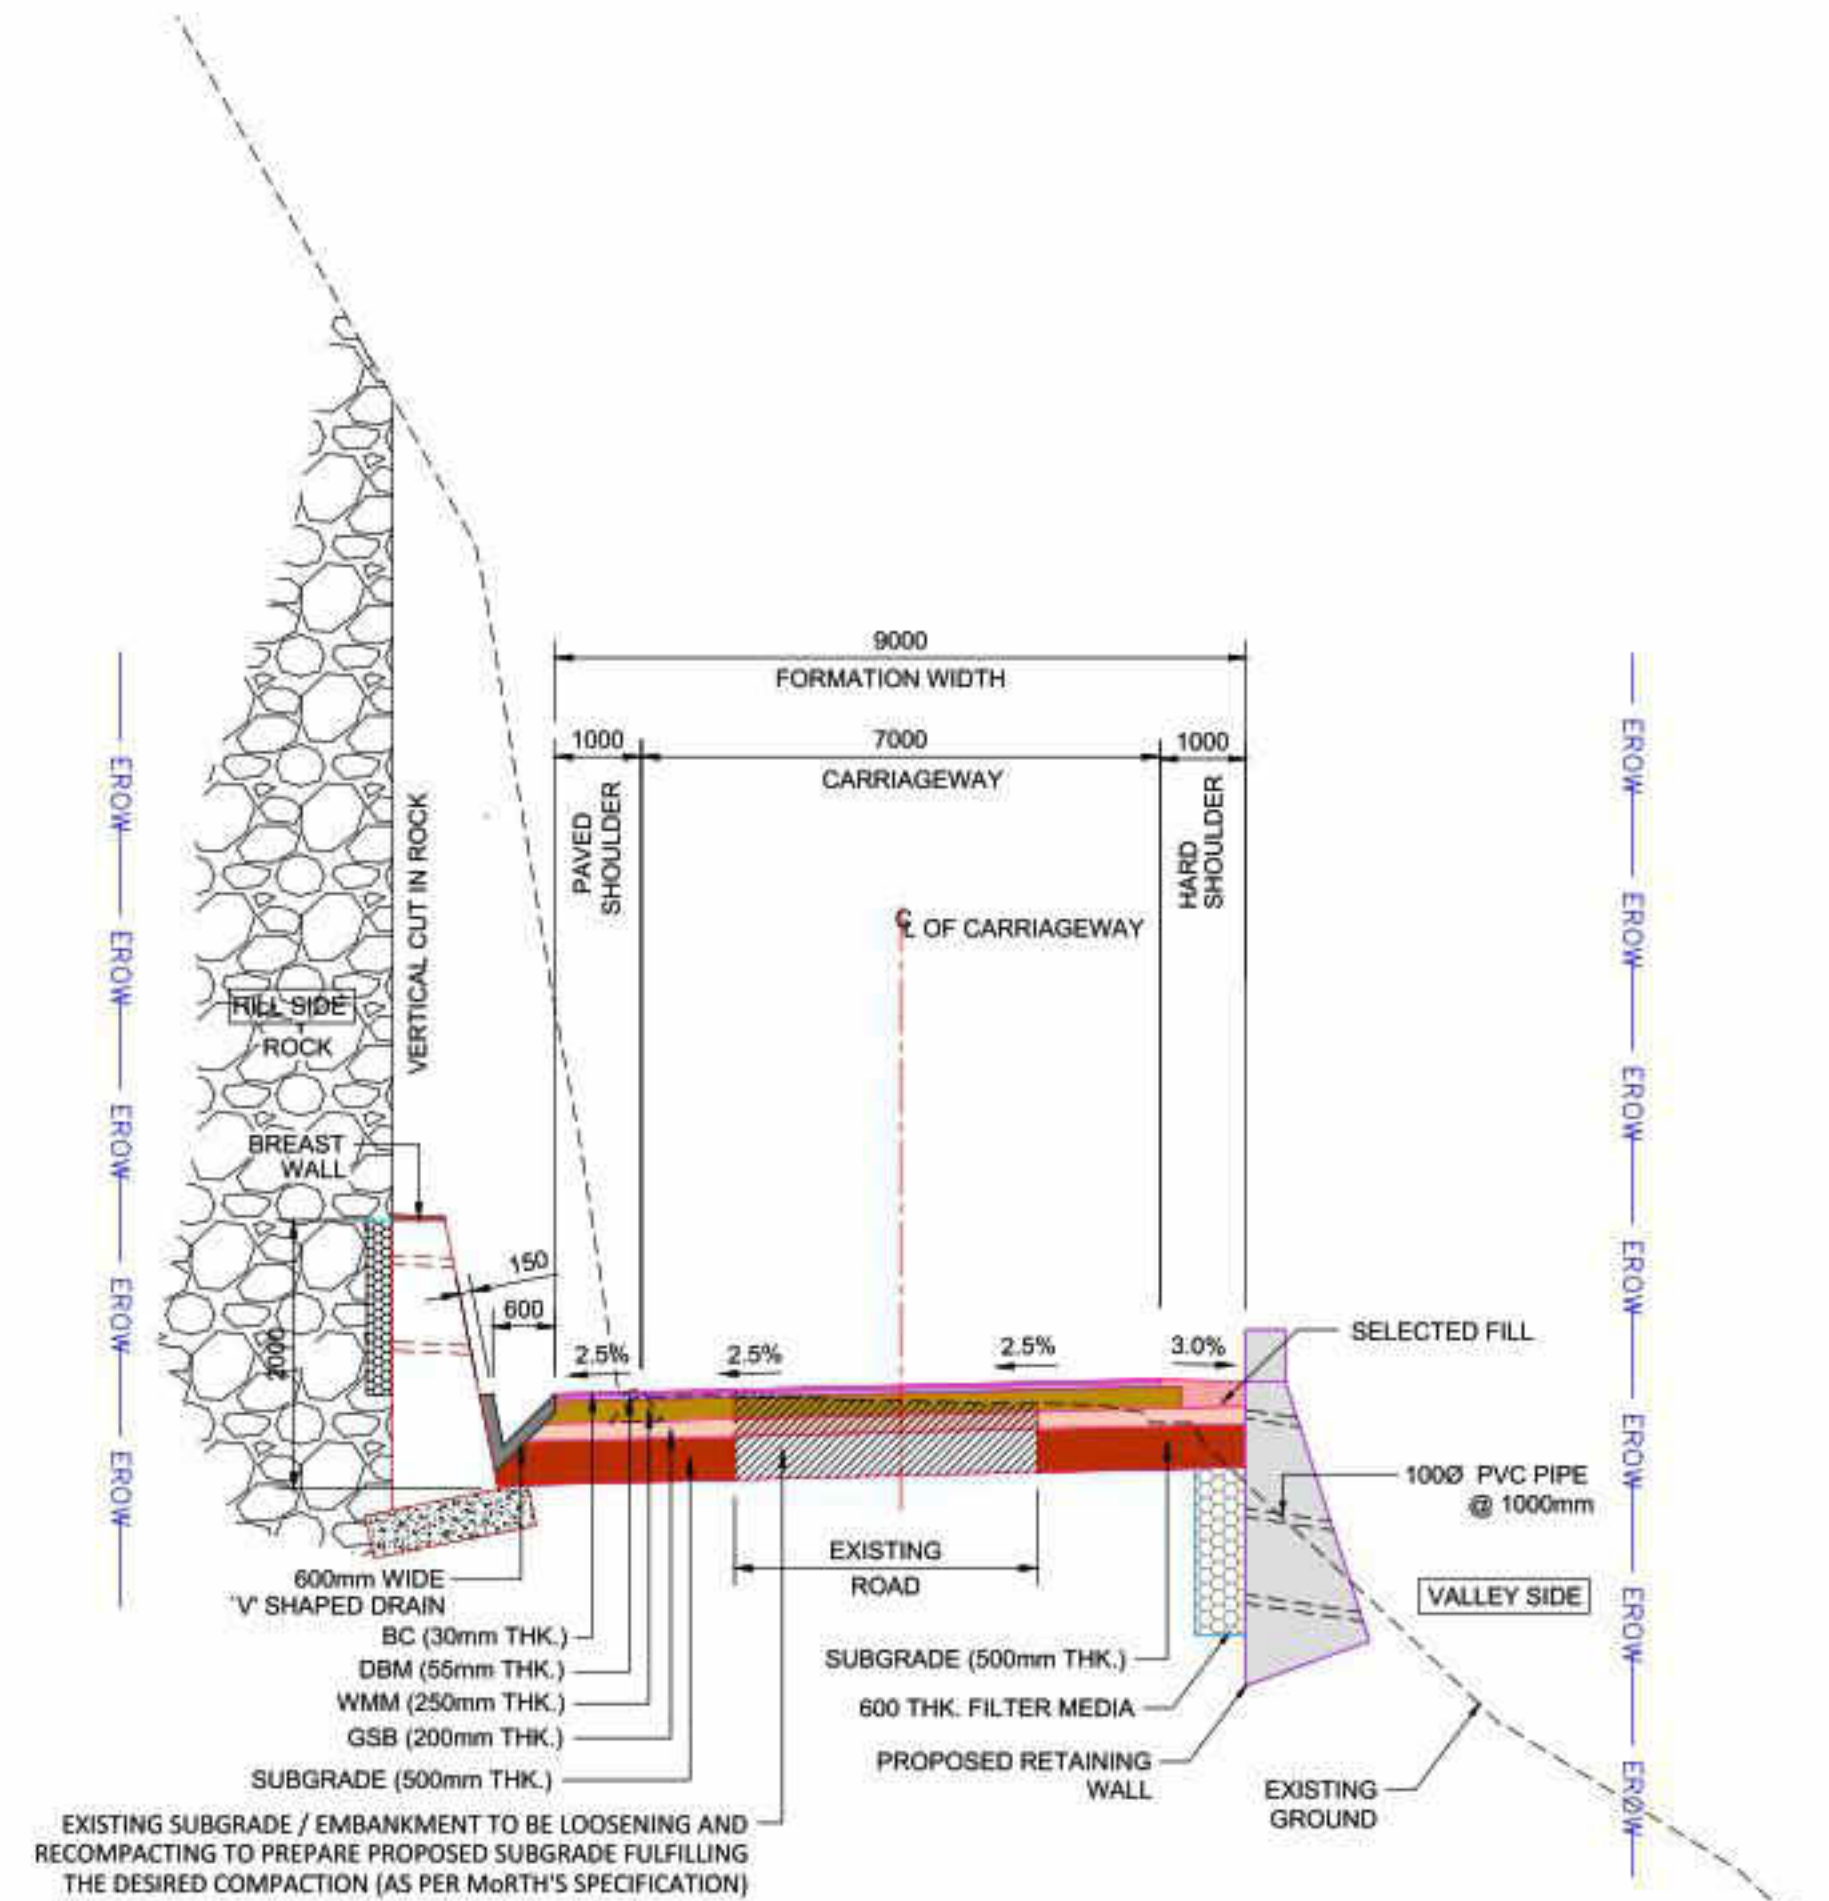 9000
FORMATION WIDTH
1000
7000
1000
CARRIAGEWAY
PAVED
SHOULDER
HARD
SHOULDER
EROW
EROW
EROW
EROW
EROW
EROW
EROW
EROW
EROW
EROW
EROW
EROW
VERTICAL CUT IN ROCK
℄ OF CARRIAGEWAY
HILL SIDE
ROCK
BREAST
WALL
150
600
2000
2.5%
2.5%
2.5%
3.0%
SELECTED FILL
100Ø PVC PIPE
@ 1000mm
EXISTING
ROAD
VALLEY SIDE
600mm WIDE
'V' SHAPED DRAIN
BC (30mm THK.)
DBM (55mm THK.)
WMM (250mm THK.)
GSB (200mm THK.)
SUBGRADE (500mm THK.)
SUBGRADE (500mm THK.)
600 THK. FILTER MEDIA
PROPOSED RETAINING
WALL
EXISTING
GROUND
EXISTING SUBGRADE / EMBANKMENT TO BE LOOSENING AND
RECOMPACTING TO PREPARE PROPOSED SUBGRADE FULFILLING
THE DESIRED COMPACTION (AS PER MoRTH'S SPECIFICATION)